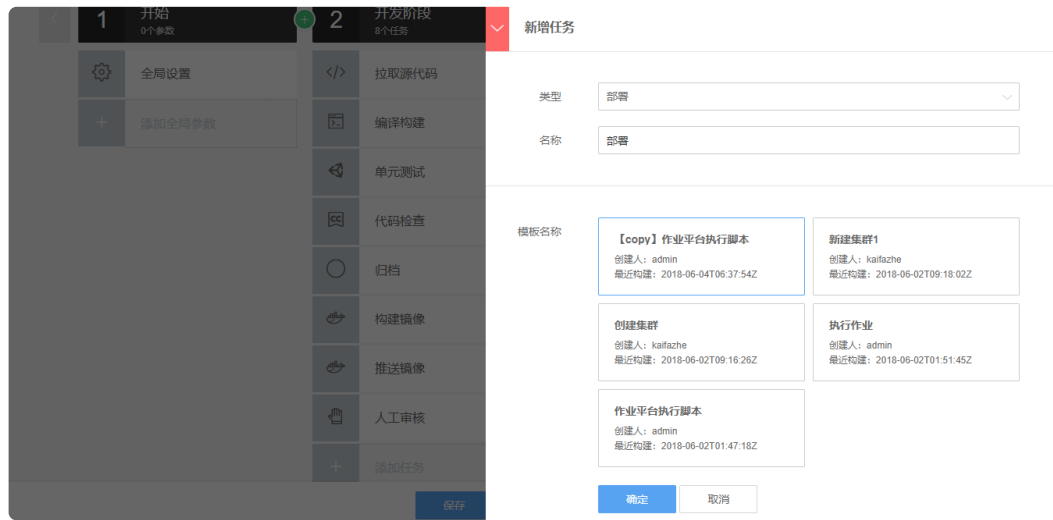 1
开始
0个参数
全局设置
添加全局参数
2
开发阶段
8个任务
拉取源代码
编译构建
单元测试
代码检查
归档
构建镜像
推送镜像
人工审核
添加任务
保存
新增任务
类型
部署
名称
部署
模板名称
【copy】作业平台执行脚本
创建人：admin
最近构建：2018-06-04T06:37:54Z
新建集群1
创建人：kaifazhe
最近构建：2018-06-02T09:18:02Z
创建集群
创建人：kaifazhe
最近构建：2018-06-02T09:16:26Z
执行作业
创建人：admin
最近构建：2018-06-02T01:51:45Z
作业平台执行脚本
创建人：admin
最近构建：2018-06-02T01:47:18Z
确定
取消